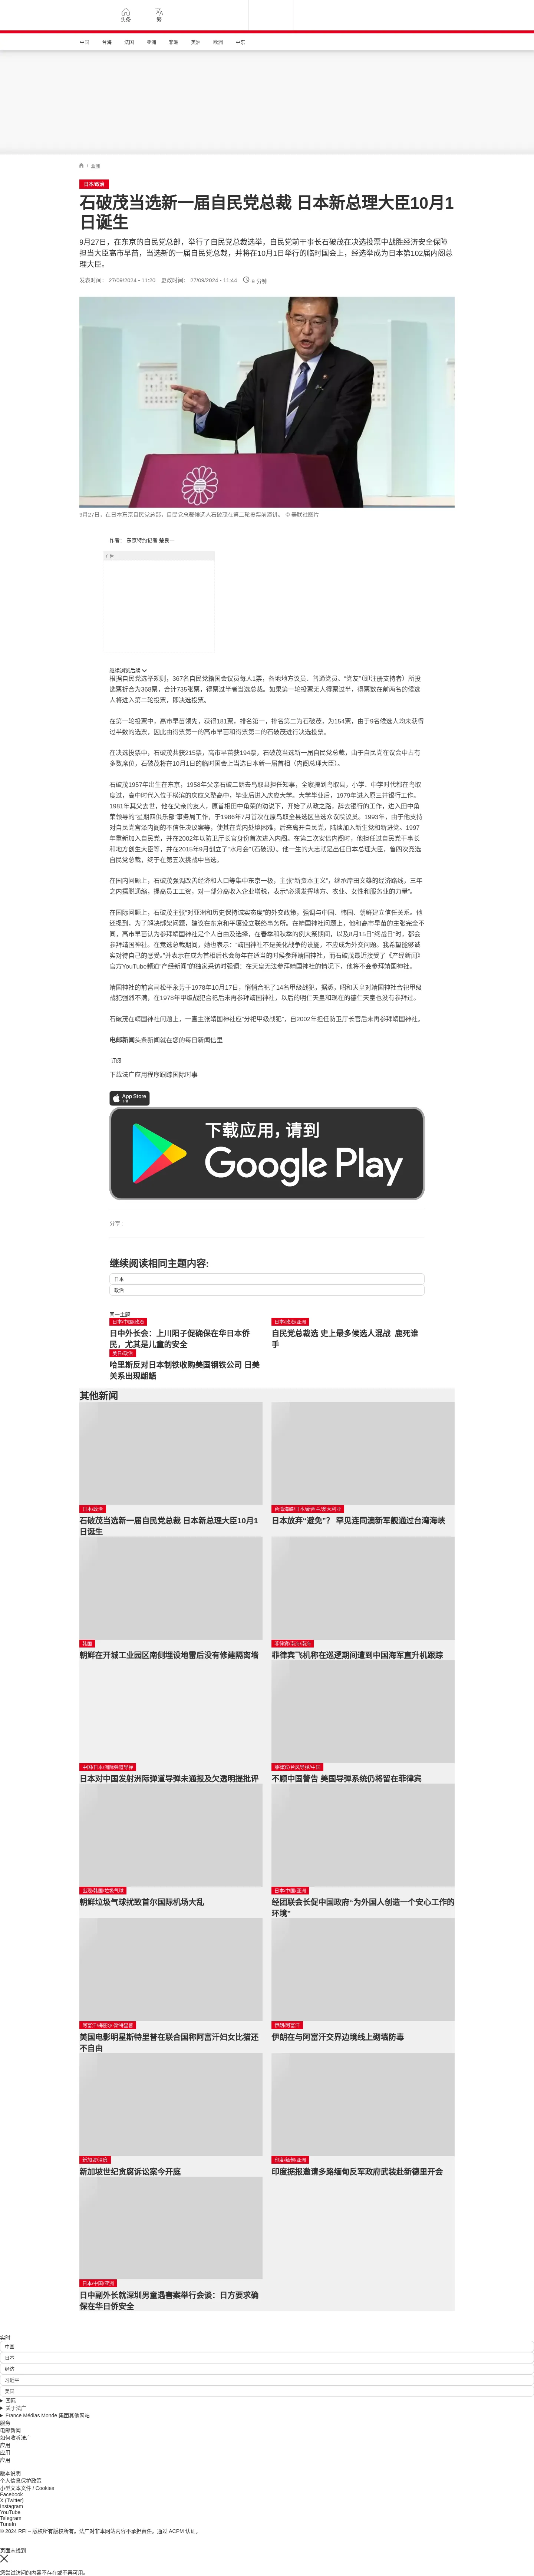 头条
繁
中国
台海
法国
亚洲
非洲
美洲
欧洲
中东
/ 亚洲
日本/政治
石破茂当选新一届自民党总裁 日本新总理大臣10月1
日诞生
9月27日，在东京的自民党总部，举行了自民党总裁选举，自民党前干事长石破茂在决选投票中战胜经济安全保障
担当大臣高市早苗，当选新的一届自民党总裁，并将在10月1日举行的临时国会上，经选举成为日本第102届内阁总
理大臣。
发表时间： 27/09/2024 - 11:20 更改时间： 27/09/2024 - 11:44 6 分钟
9月27日，在日本东京自民党总部，自民党总裁候选人石破茂在第二轮投票前演讲。 © 美联社图片
作者： 东京特约记者 楚良一
广告
继续浏览后续
根据自民党选举规则，367名自民党籍国会议员每人1票，各地地方议员、普通党员、"党友"（即注册支持者）所投
选票折合为368票，合计735张票，得票过半者当选总裁。如果第一轮投票无人得票过半，得票数在前两名的候选
人将进入第二轮投票，即决选投票。
在第一轮投票中，高市早苗领先，获得181票，排名第一，排名第二为石破茂，为154票，由于9名候选人均未获得
过半数的选票，因此由得票第一的高市早苗和得票第二的石破茂进行决选投票。
在决选投票中，石破茂共获215票，高市早苗获194票，石破茂当选新一届自民党总裁，由于自民党在议会中占有
多数席位，石破茂将在10月1日的临时国会上当选日本新一届首相（内阁总理大臣）。
石破茂1957年出生在东京，1958年父亲石破二朗去鸟取县担任知事，全家搬到鸟取县，小学、中学时代都在鸟取
度过，高中时代入位于横滨的庆应义塾高中，毕业后进入庆应大学。大学毕业后，1979年进入原三井银行工作。
1981年其父去世，他在父亲的友人，原首相田中角荣的劝说下，开始了从政之路，辞去银行的工作，进入田中角
荣领导的"星期四俱乐部"事务局工作，于1986年7月首次在原鸟取全县选区当选众议院议员。1993年，由于他支持
对自民党宫泽内阁的不信任决议案等，使其在党内处境困难，后来离开自民党，陆续加入新生党和新进党。1997
年重新加入自民党，并在2002年以防卫厅长官身份首次进入内阁。在第二次安倍内阁时，他担任过自民党干事长
和地方创生大臣等，并在2015年9月创立了"水月会"（石破派）。他一生的大志就是出任日本总理大臣，曾四次竞选
自民党总裁，终于在第五次挑战中当选。
在国内问题上，石破茂强调改善经济和人口等集中东京一极，主张"新资本主义"，继承岸田文雄的经济路线，三年
之内摆脱通缩，提高员工工资，对一部分高收入企业增税，表示"必须发挥地方、农业、女性和服务业的力量"。
在国际问题上，石破茂主张"对亚洲和历史保持诚实态度"的外交政策，强调与中国、韩国、朝鲜建立信任关系。他
还提到，为了解决绑架问题，建议在东京和平壤设立联络事务所。在靖国神社问题上，他和高市早苗的主张完全不
同，高市早苗认为参拜靖国神社是个人自由及选择，在春季和秋季的例大祭期间，以及8月15日"终战日"时，都会
参拜靖国神社。在竞选总裁期间，她也表示："靖国神社不是美化战争的设施，不应成为外交问题。我希望能够诚
实对待自己的感受。"并表示在成为首相后也会每年在适当的时候参拜靖国神社，而石破茂最近接受了《产经新闻》
官方YouTube频道"产经新闻"的独家采访时强调：在天皇无法参拜靖国神社的情况下，他将不会参拜靖国神社。
靖国神社的前宫司松平永芳于1978年10月17日，悄悄合祀了14名甲级战犯，据悉，昭和天皇对靖国神社合祀甲级
战犯强烈不满，在1978年甲级战犯合祀后未再参拜靖国神社，以后的明仁天皇和现在的德仁天皇也没有参拜过。
石破茂在靖国神社问题上，一直主张靖国神社应"分祀甲级战犯"，自2002年担任防卫厅长官后未再参拜靖国神社。
电邮新闻头条新闻就在您的每日新闻信里
订阅
下载法广应用程序跟踪国际时事
App Store
下载
下载应用，请到
Google Play
分享 :
继续阅读相同主题内容:
日本
政治
同一主题
日本/中国/政治
日中外长会：上川阳子促确保在华日本侨
民，尤其是儿童的安全
日本/政治/亚洲
自民党总裁选 史上最多候选人混战 鹿死谁
手
美日/政治
哈里斯反对日本制铁收购美国钢铁公司 日美
关系出现龃龉
其他新闻
日本/政治
石破茂当选新一届自民党总裁 日本新总理大臣10月1
日诞生
台湾海峡/日本/新西兰/澳大利亚
日本放弃"避免"？ 罕见连同澳新军舰通过台湾海峡
韩国
朝鲜在开城工业园区南侧埋设地雷后没有修建隔离墙
菲律宾/南海/南海
菲律宾飞机称在巡逻期间遭到中国海军直升机跟踪
中国/日本/洲际弹道导弹
日本对中国发射洲际弹道导弹未通报及欠透明提批评
菲律宾/台风导弹/中国
不顾中国警告 美国导弹系统仍将留在菲律宾
出现/韩国/垃圾气球
朝鲜垃圾气球扰致首尔国际机场大乱
日本/中国/亚洲
经团联会长促中国政府"为外国人创造一个安心工作的
环境"
阿富汗/梅丽尔·斯特里普
美国电影明星斯特里普在联合国称阿富汗妇女比猫还
不自由
伊朗/阿富汗
伊朗在与阿富汗交界边境线上砌墙防毒
新加坡/清廉
新加坡世纪贪腐诉讼案今开庭
印度/缅甸/亚洲
印度据报邀请多路缅甸反军政府武装赴新德里开会
日本/中国/亚洲
日中副外长就深圳男童遇害案举行会谈：日方要求确
保在华日侨安全
实时
中国
日本
经济
习近平
美国
国际
关于法广
France Médias Monde 集团其他网站
服务
电邮新闻
如何收听法广
应用
应用
应用
版本说明
个人信息保护政策
小型文本文件 / Cookies
Facebook
X (Twitter)
Instagram
YouTube
Telegram
TuneIn
© 2024 RFI – 版权所有版权所有。法广对非本网站内容不承担责任。通过 ACPM 认证。
页面未找到
您尝试访问的内容不存在或不再可用。